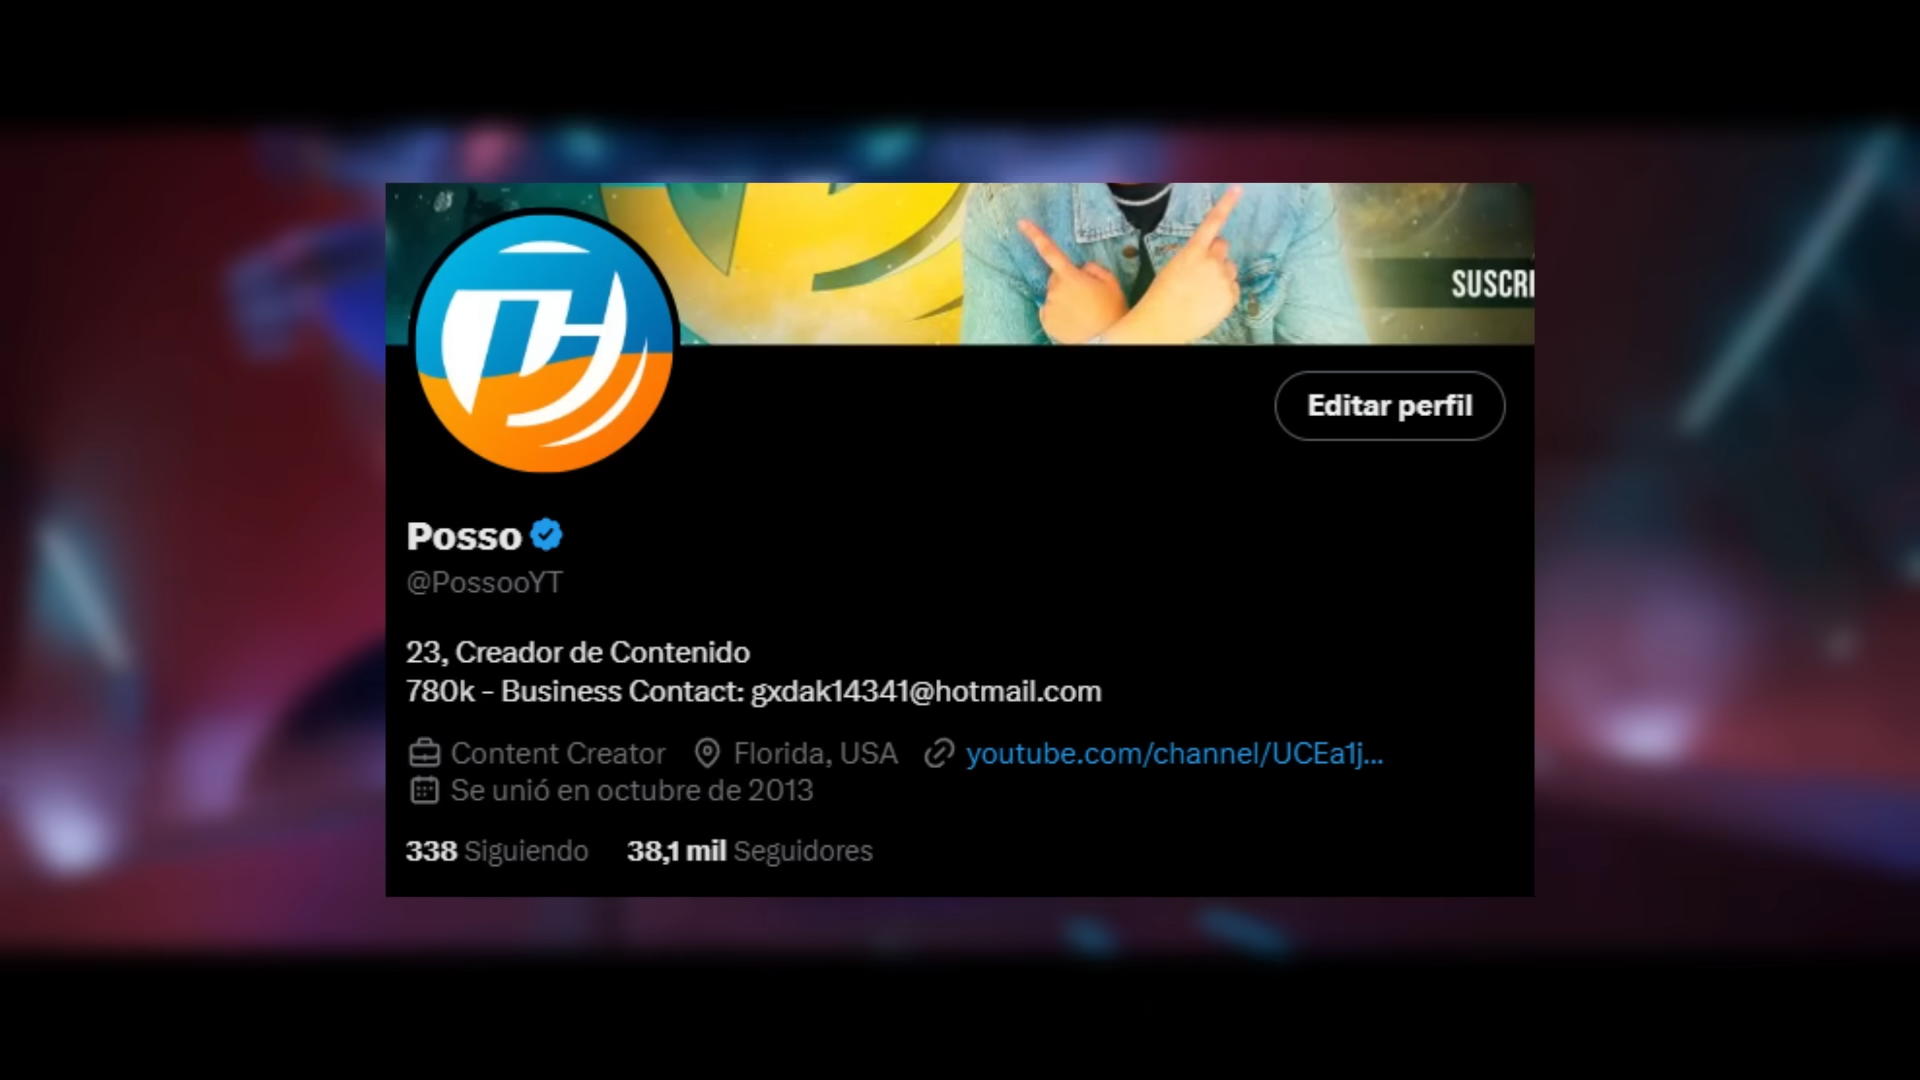 SUSCRI
Editar perfil
Posso
@PossooYT
23, Creador de Contenido
780k - Business Contact: gxdak14341@hotmail.com
Content Creator Florida, USA youtube.com/channel/UCEa1j...
Se unió en octubre de 2013
338 Siguiendo 38,1 mil Seguidores